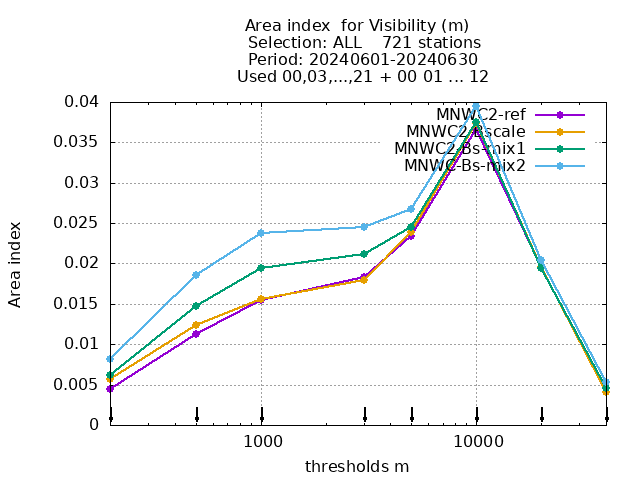 Area index  for Visibility (m)
Selection: ALL    721 stations
Period: 20240601-20240630
Used 00,03,...,21 + 00 01 ... 12
0.04
0.035
0.03
0.025
0.02
0.015
0.01
0.005
0
Area index
MNWC2-ref
MNWC2-Bscale
MNWC2-Bs-mix1
MNWC-Bs-mix2
1000
10000
thresholds m